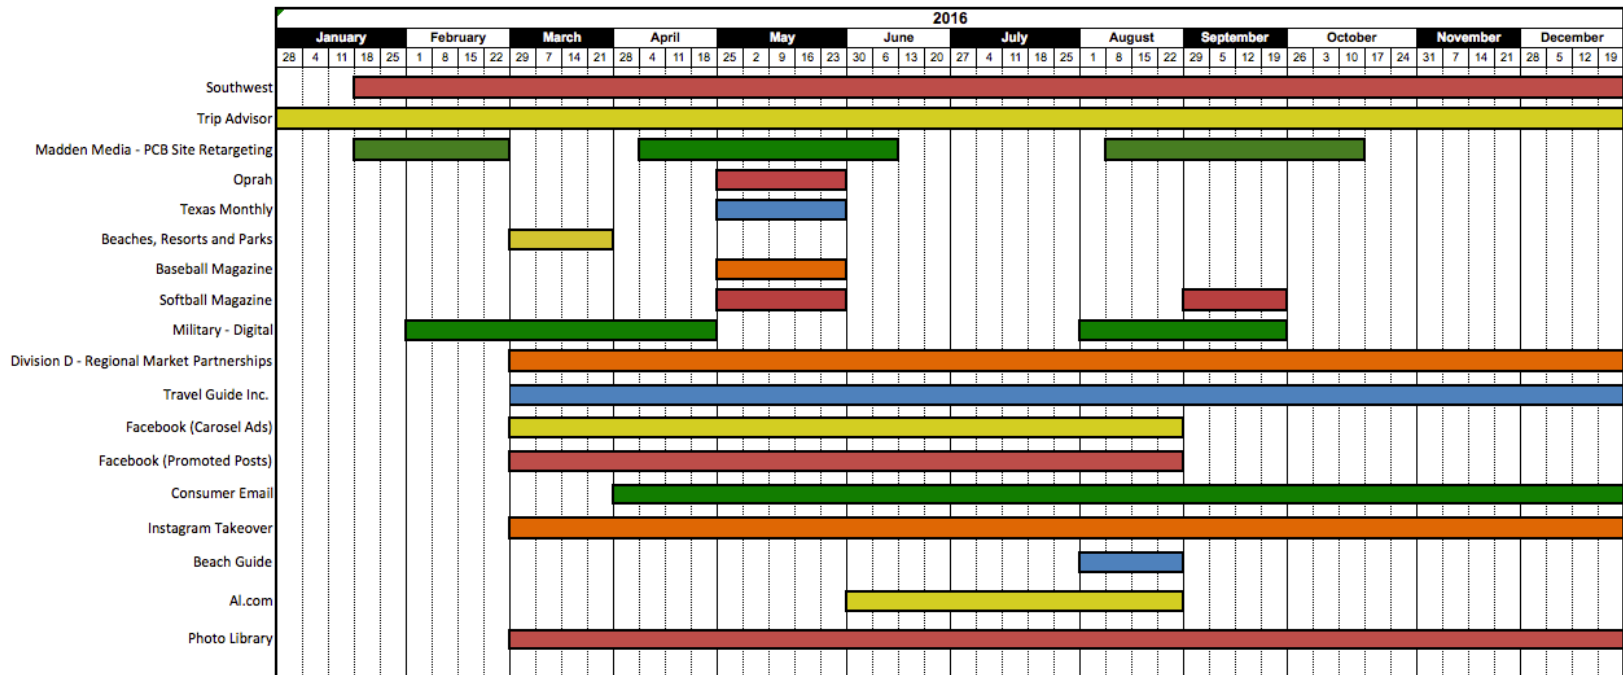 2016
January February March April May June July August September October November December
28 4 11 18 25 1 8 15 22 29 7 14 21 28 4 11 18 25 2 9 16 23 30 6 13 20 27 4 11 18 25 1 8 15 22 29 5 12 19 26 3 10 17 24 31 7 14 21 28 5 12 19
Southwest
Trip Advisor
Madden Media - PCB Site Retargeting
Oprah
Texas Monthly
Beaches, Resorts and Parks
Baseball Magazine
Softball Magazine
Military - Digital
Division D - Regional Market Partnerships
Travel Guide Inc.
Facebook (Carosel Ads)
Facebook (Promoted Posts)
Consumer Email
Instagram Takeover
Beach Guide
Al.com
Photo Library